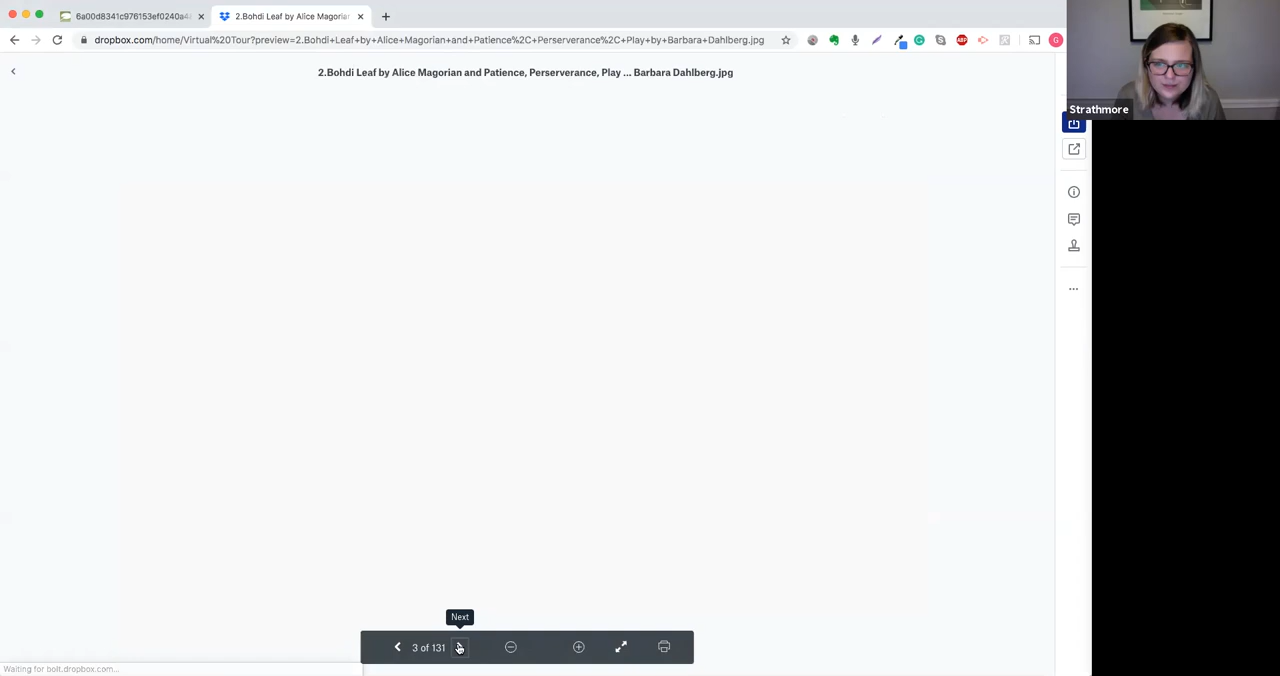 6a00d8341c976153ef0240a4
2.Bohdi Leaf by Alice Magorian
dropbox.com/home/Virtual%20Tour?preview=2.Bohdi+Leaf+by+Alice+Magorian+and+Patience%2C+Perserverance%2C+Play+by+Barbara+Dahlberg.jpg
ABP
G
2.Bohdi Leaf by Alice Magorian and Patience, Perserverance, Play ... Barbara Dahlberg.jpg
Strathmore
Next
3 of 131
Waiting for bolt.dropbox.com...